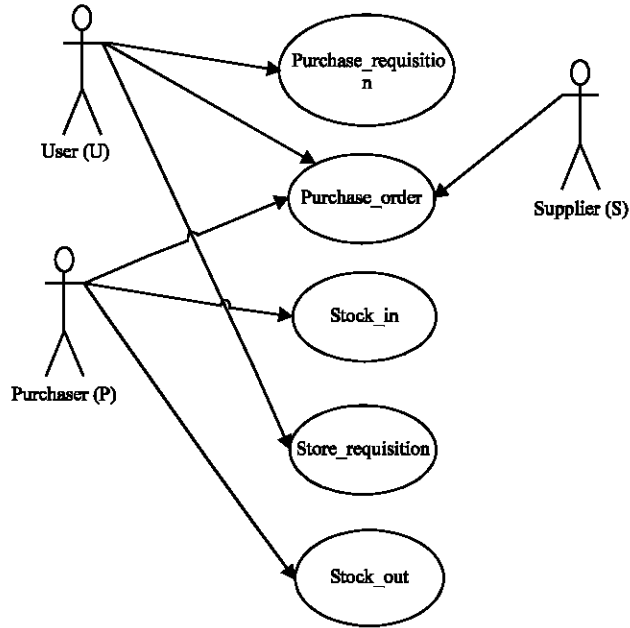 Purchase_requisitio
n
User (U)
Purchase_order
Supplier (S)
Stock_in
Purchaser (P)
Store_requisition
Stock_out